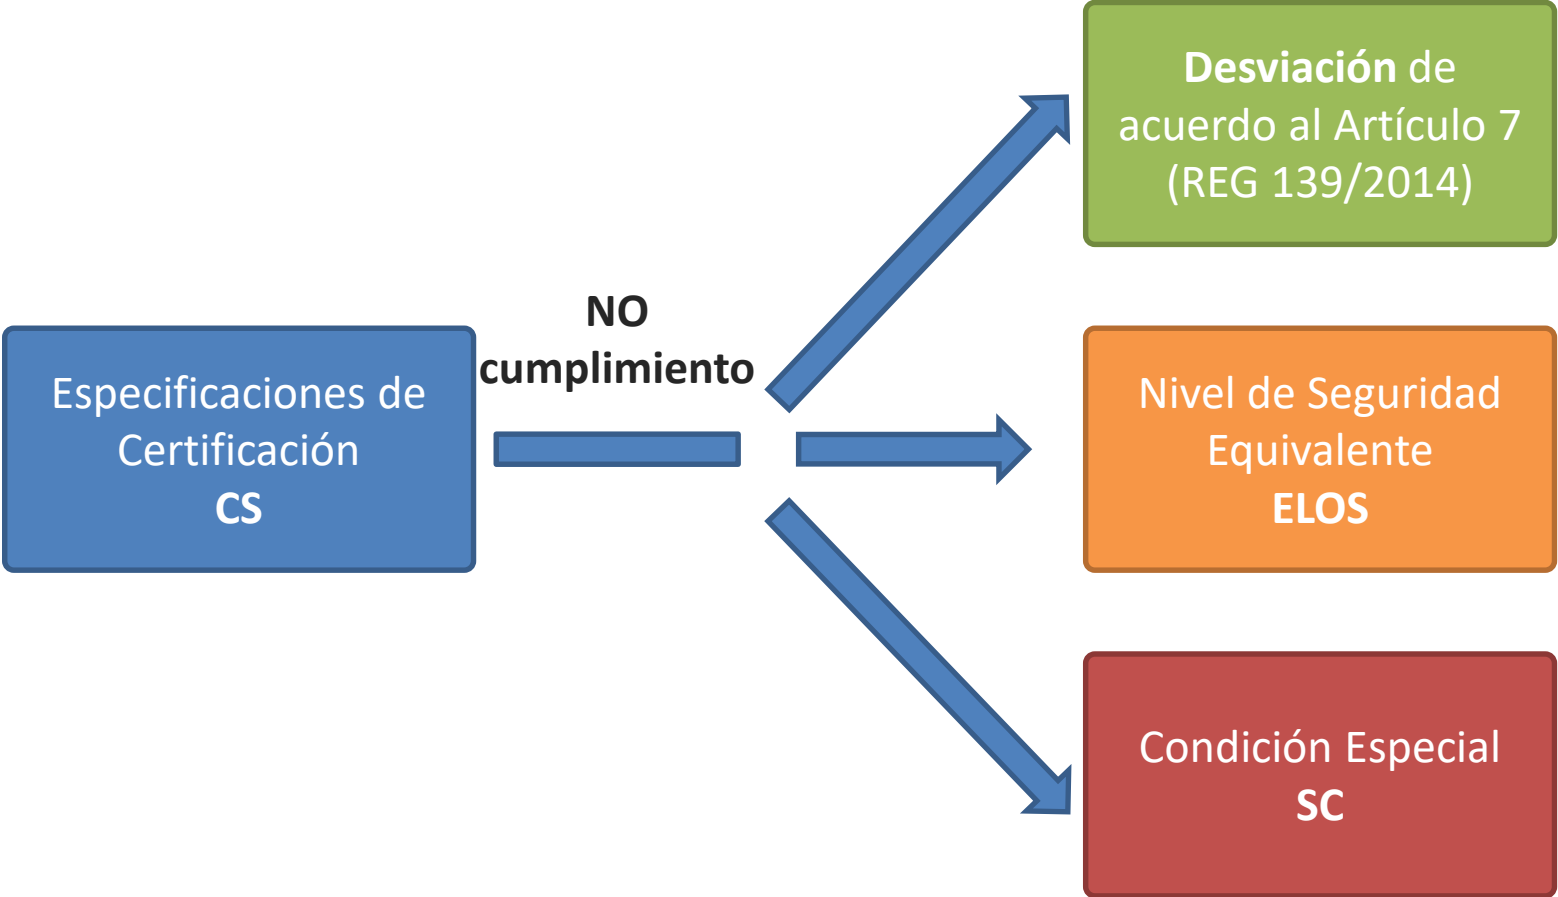 Especificaciones de
Certificación
CS
NO
cumplimiento
Desviación de
acuerdo al Artículo 7
(REG 139/2014)
Nivel de Seguridad
Equivalente
ELOS
Condición Especial
SC